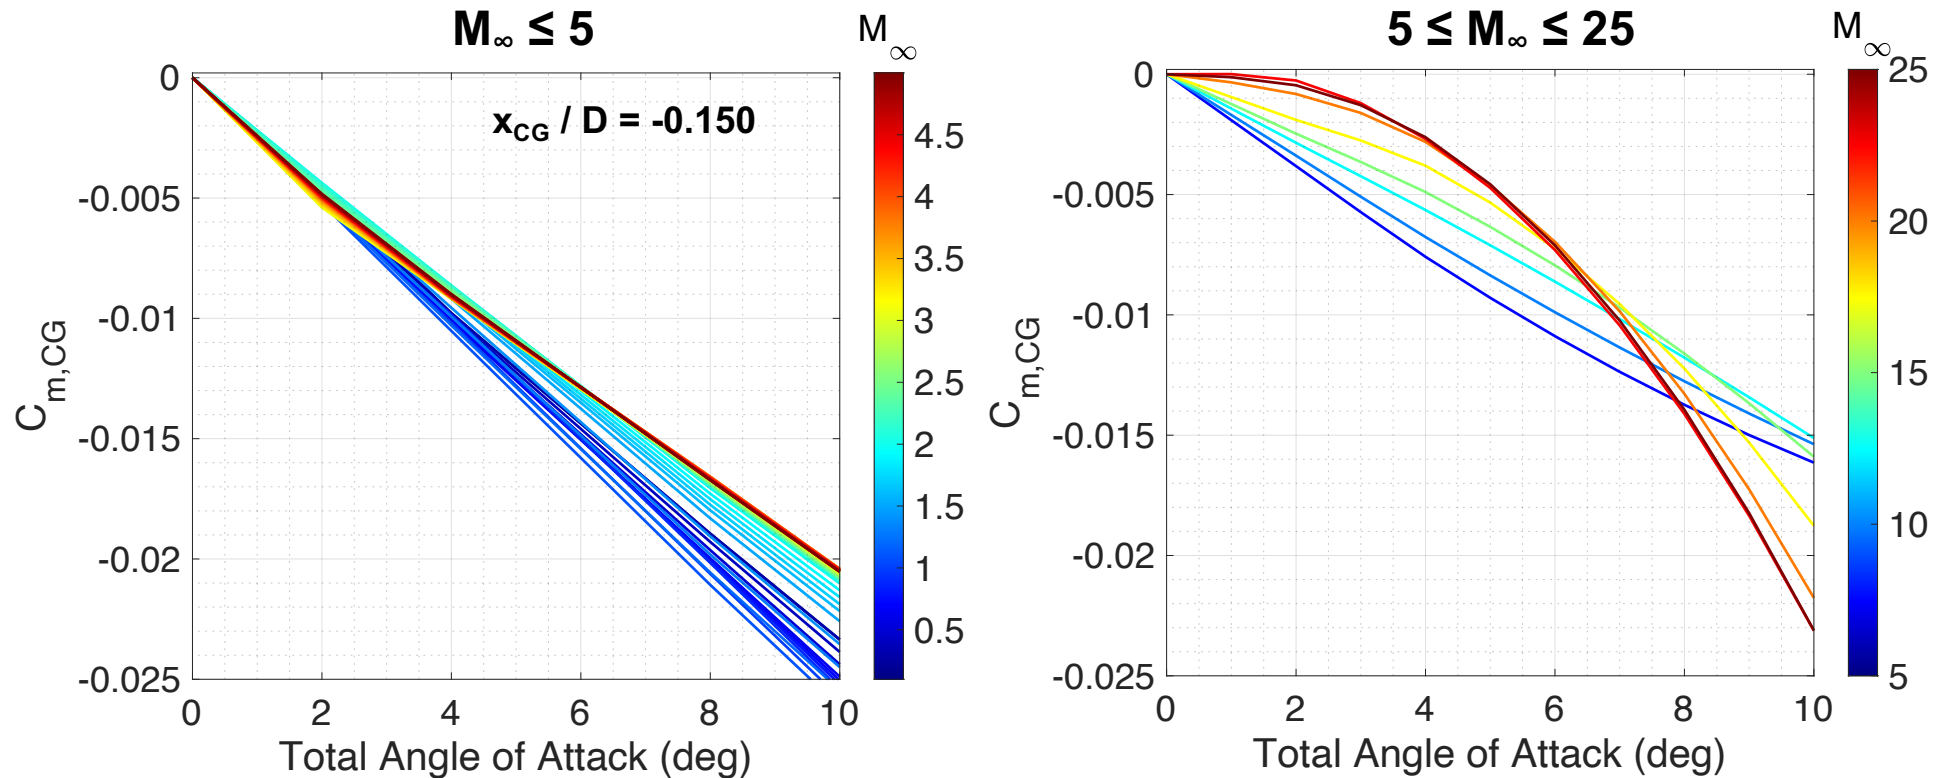 M∞ ≤ 5
M∞
x_CG / D = -0.150
0
-0.005
-0.01
-0.015
-0.02
-0.025
C_m,CG
0 2 4 6 8 10
Total Angle of Attack (deg)
4.5
4
3.5
3
2.5
2
1.5
1
0.5
5 ≤ M∞ ≤ 25
M∞
0
-0.005
-0.01
-0.015
-0.02
-0.025
C_m,CG
0 2 4 6 8 10
Total Angle of Attack (deg)
25
20
15
10
5